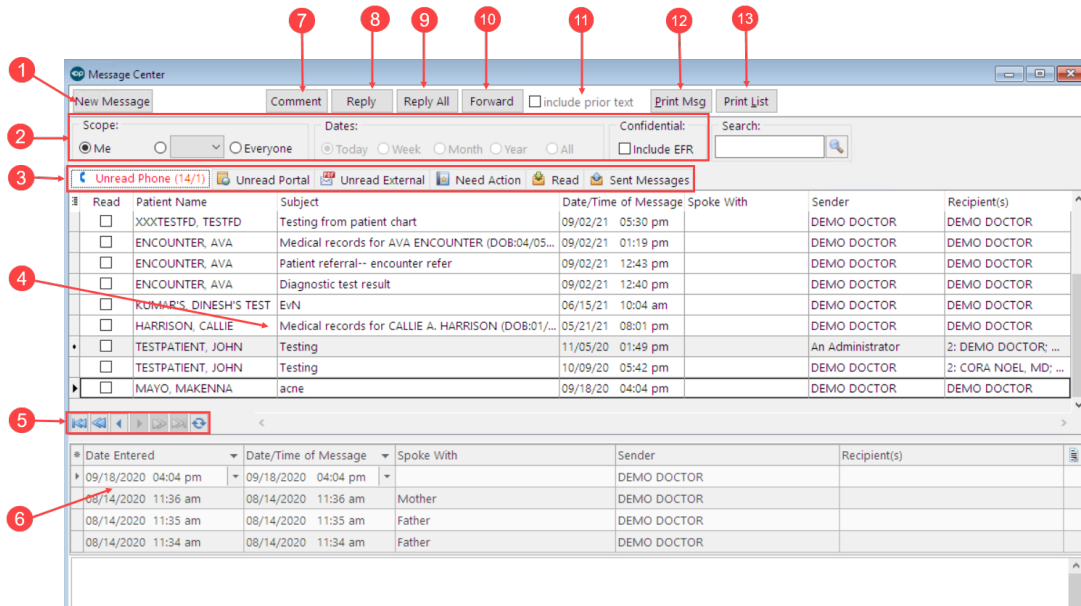 7 8 9 10 11 12 13
1 Message Center
New Message Comment Reply Reply All Forward include prior text Print Msg Print List
Scope: Dates: Confidential: Search:
2 Me Everyone Today Week Month Year All Include EFR
3 Unread Phone (14/1) Unread Portal Unread External Need Action Read Sent Messages
Read Patient Name Subject Date/Time of Message Spoke With Sender Recipient(s)
XXXTESTFD, TESTFD Testing from patient chart 09/02/21 05:30 pm DEMO DOCTOR DEMO DOCTOR
ENCOUNTER, AVA Medical records for AVA ENCOUNTER (DOB:04/05... 09/02/21 01:19 pm DEMO DOCTOR DEMO DOCTOR
ENCOUNTER, AVA Patient referral-- encounter refer 09/02/21 12:43 pm DEMO DOCTOR DEMO DOCTOR
4 ENCOUNTER, AVA Diagnostic test result 09/02/21 12:40 pm DEMO DOCTOR DEMO DOCTOR
KUMAR'S, DINESH'S TEST EvN 06/15/21 10:04 am DEMO DOCTOR DEMO DOCTOR
HARRISON, CALLIE Medical records for CALLIE A. HARRISON (DOB:01/... 05/21/21 08:01 pm DEMO DOCTOR DEMO DOCTOR
TESTPATIENT, JOHN Testing 11/05/20 01:49 pm An Administrator 2: DEMO DOCTOR; ...
TESTPATIENT, JOHN Testing 10/09/20 05:42 pm DEMO DOCTOR 2: CORA NOEL, MD; ...
MAYO, MAKENNA acne 09/18/20 04:04 pm DEMO DOCTOR DEMO DOCTOR
5
Date Entered Date/Time of Message Spoke With Sender Recipient(s)
09/18/2020 04:04 pm 09/18/2020 04:04 pm DEMO DOCTOR
08/14/2020 11:36 am 08/14/2020 11:36 am Mother DEMO DOCTOR
6 08/14/2020 11:35 am 08/14/2020 11:35 am Father DEMO DOCTOR
08/14/2020 11:34 am 08/14/2020 11:34 am Father DEMO DOCTOR